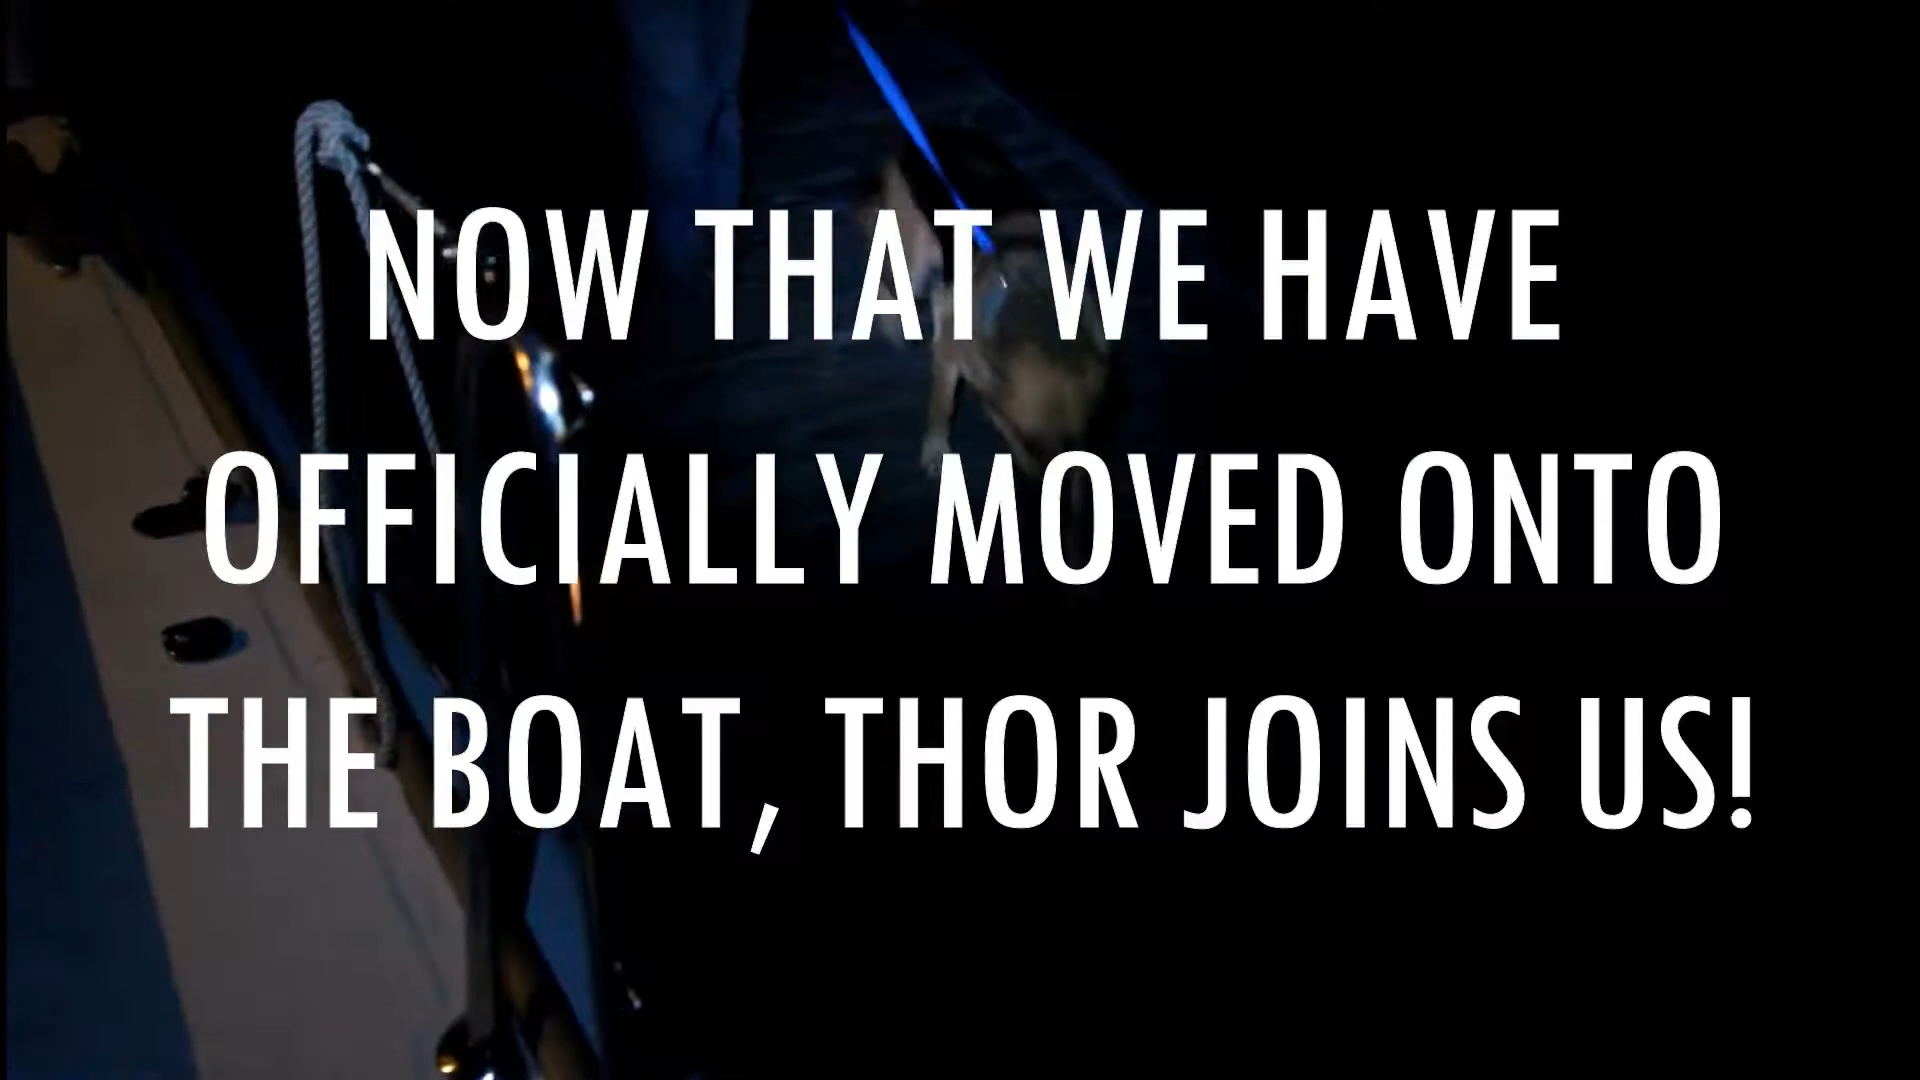 NOW THAT WE HAVE
OFFICIALLY MOVED ONTO
THE BOAT, THOR JOINS US!